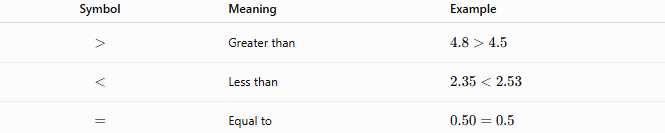 Symbol Meaning Example
> Greater than 4.8 > 4.5
< Less than 2.35 < 2.53
= Equal to 0.50 = 0.5